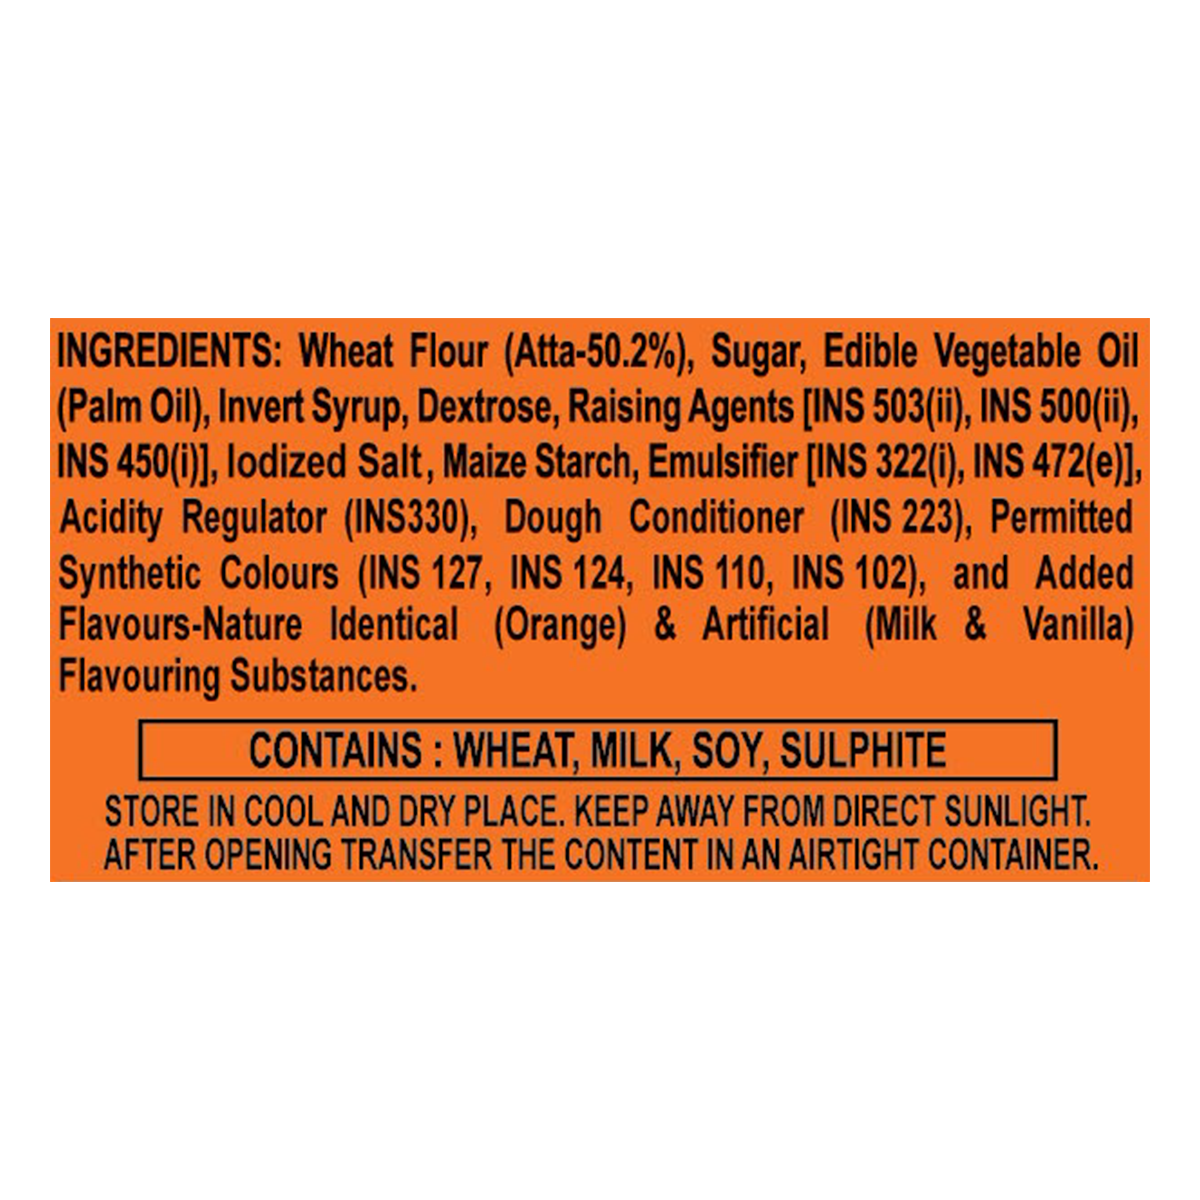 INGREDIENTS: Wheat Flour (Atta-50.2%), Sugar, Edible Vegetable Oil
(Palm Oil), Invert Syrup, Dextrose, Raising Agents [INS 503(ii), INS 500(ii),
INS 450(i)], Iodized Salt, Maize Starch, Emulsifier [INS 322(i), INS 472(e)],
Acidity Regulator (INS330), Dough Conditioner (INS 223), Permitted
Synthetic Colours (INS 127, INS 124, INS 110, INS 102), and Added
Flavours-Nature Identical (Orange) & Artificial (Milk & Vanilla)
Flavouring Substances.
CONTAINS : WHEAT, MILK, SOY, SULPHITE
STORE IN COOL AND DRY PLACE. KEEP AWAY FROM DIRECT SUNLIGHT.
AFTER OPENING TRANSFER THE CONTENT IN AN AIRTIGHT CONTAINER.